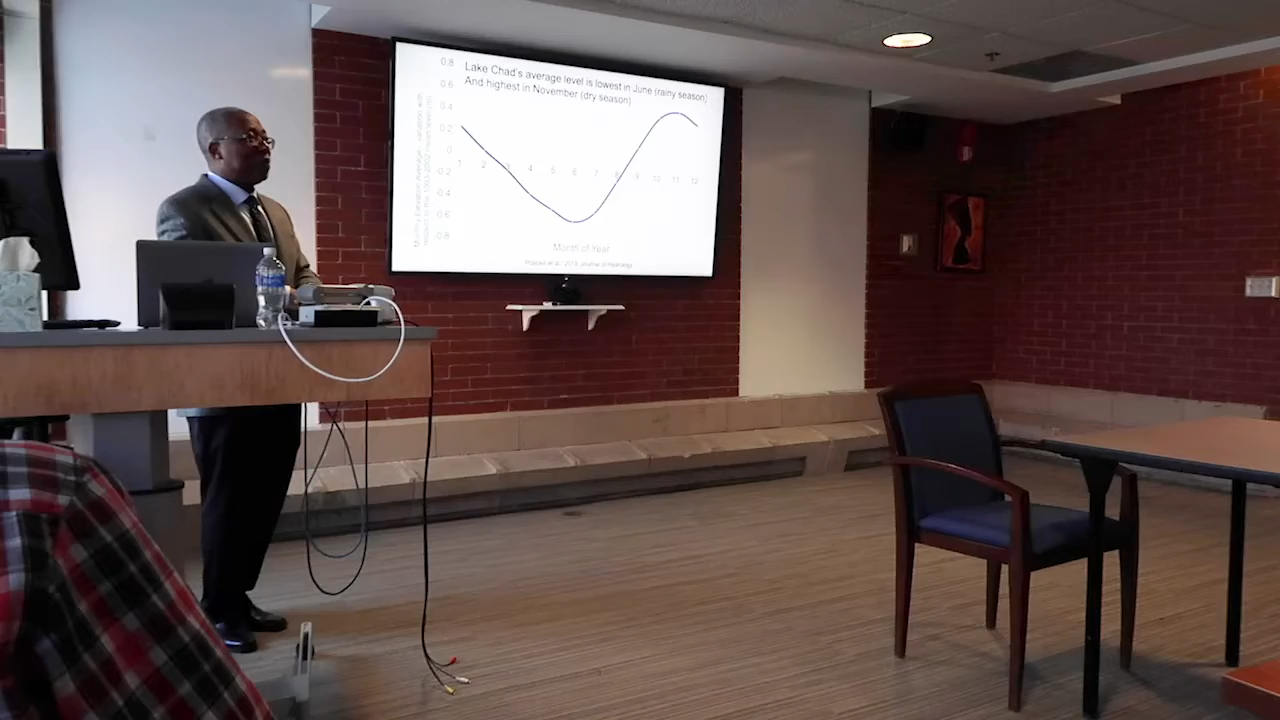 Lake Chad's average level is lowest in June (rainy season)
And highest in November (dry season)
0.8
0.6
0.4
0.2
0
-0.2
-0.4
-0.6
-0.8
1 2 3 4 5 6 7 8 9 10 11 12
Month of Year